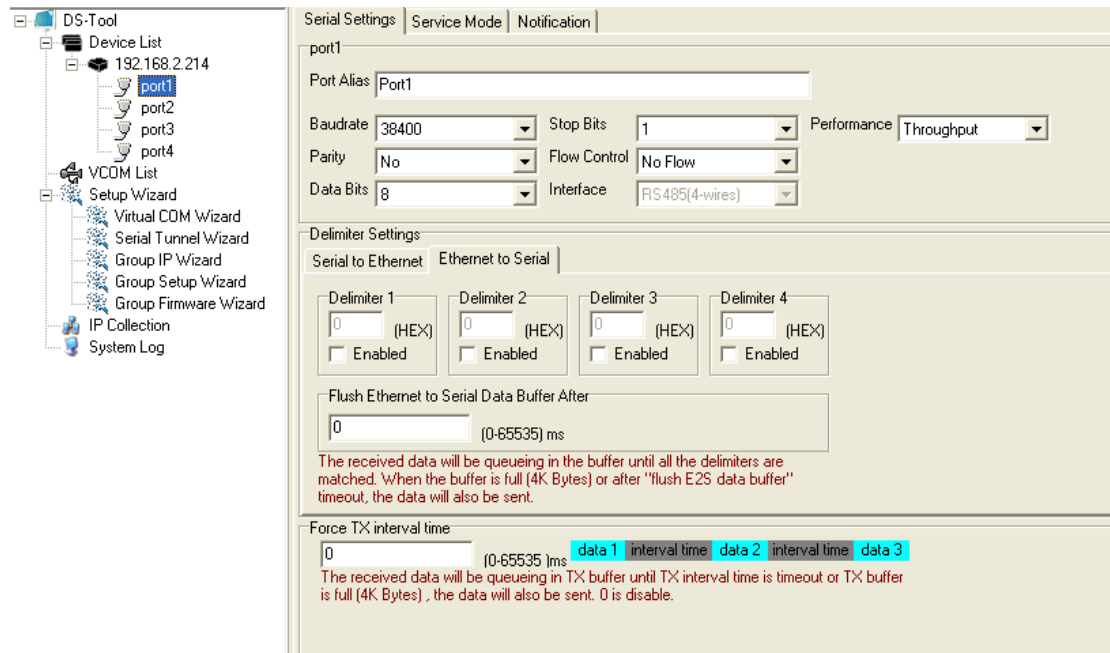 DS-Tool
Device List
192.168.2.214
port1
port2
port3
port4
VCOM List
Setup Wizard
Virtual COM Wizard
Serial Tunnel Wizard
Group IP Wizard
Group Setup Wizard
Group Firmware Wizard
IP Collection
System Log
Serial Settings Service Mode Notification
port1
Port Alias Port1
Baudrate 38400 Stop Bits 1 Performance Throughput
Parity No Flow Control No Flow
Data Bits 8 Interface RS485(4-wires)
Delimiter Settings
Serial to Ethernet Ethernet to Serial
Delimiter 1 Delimiter 2 Delimiter 3 Delimiter 4
0 (HEX) 0 (HEX) 0 (HEX) 0 (HEX)
Enabled Enabled Enabled Enabled
Flush Ethernet to Serial Data Buffer After
0 (0-65535) ms
The received data will be queueing in the buffer until all the delimiters are
matched. When the buffer is full (4K Bytes) or after "flush E2S data buffer"
timeout, the data will also be sent.
Force TX interval time
0 (0-65535 )ms data 1 interval time data 2 interval time data 3
The received data will be queueing in TX buffer until TX interval time is timeout or TX buffer
is full (4K Bytes) , the data will also be sent. 0 is disable.